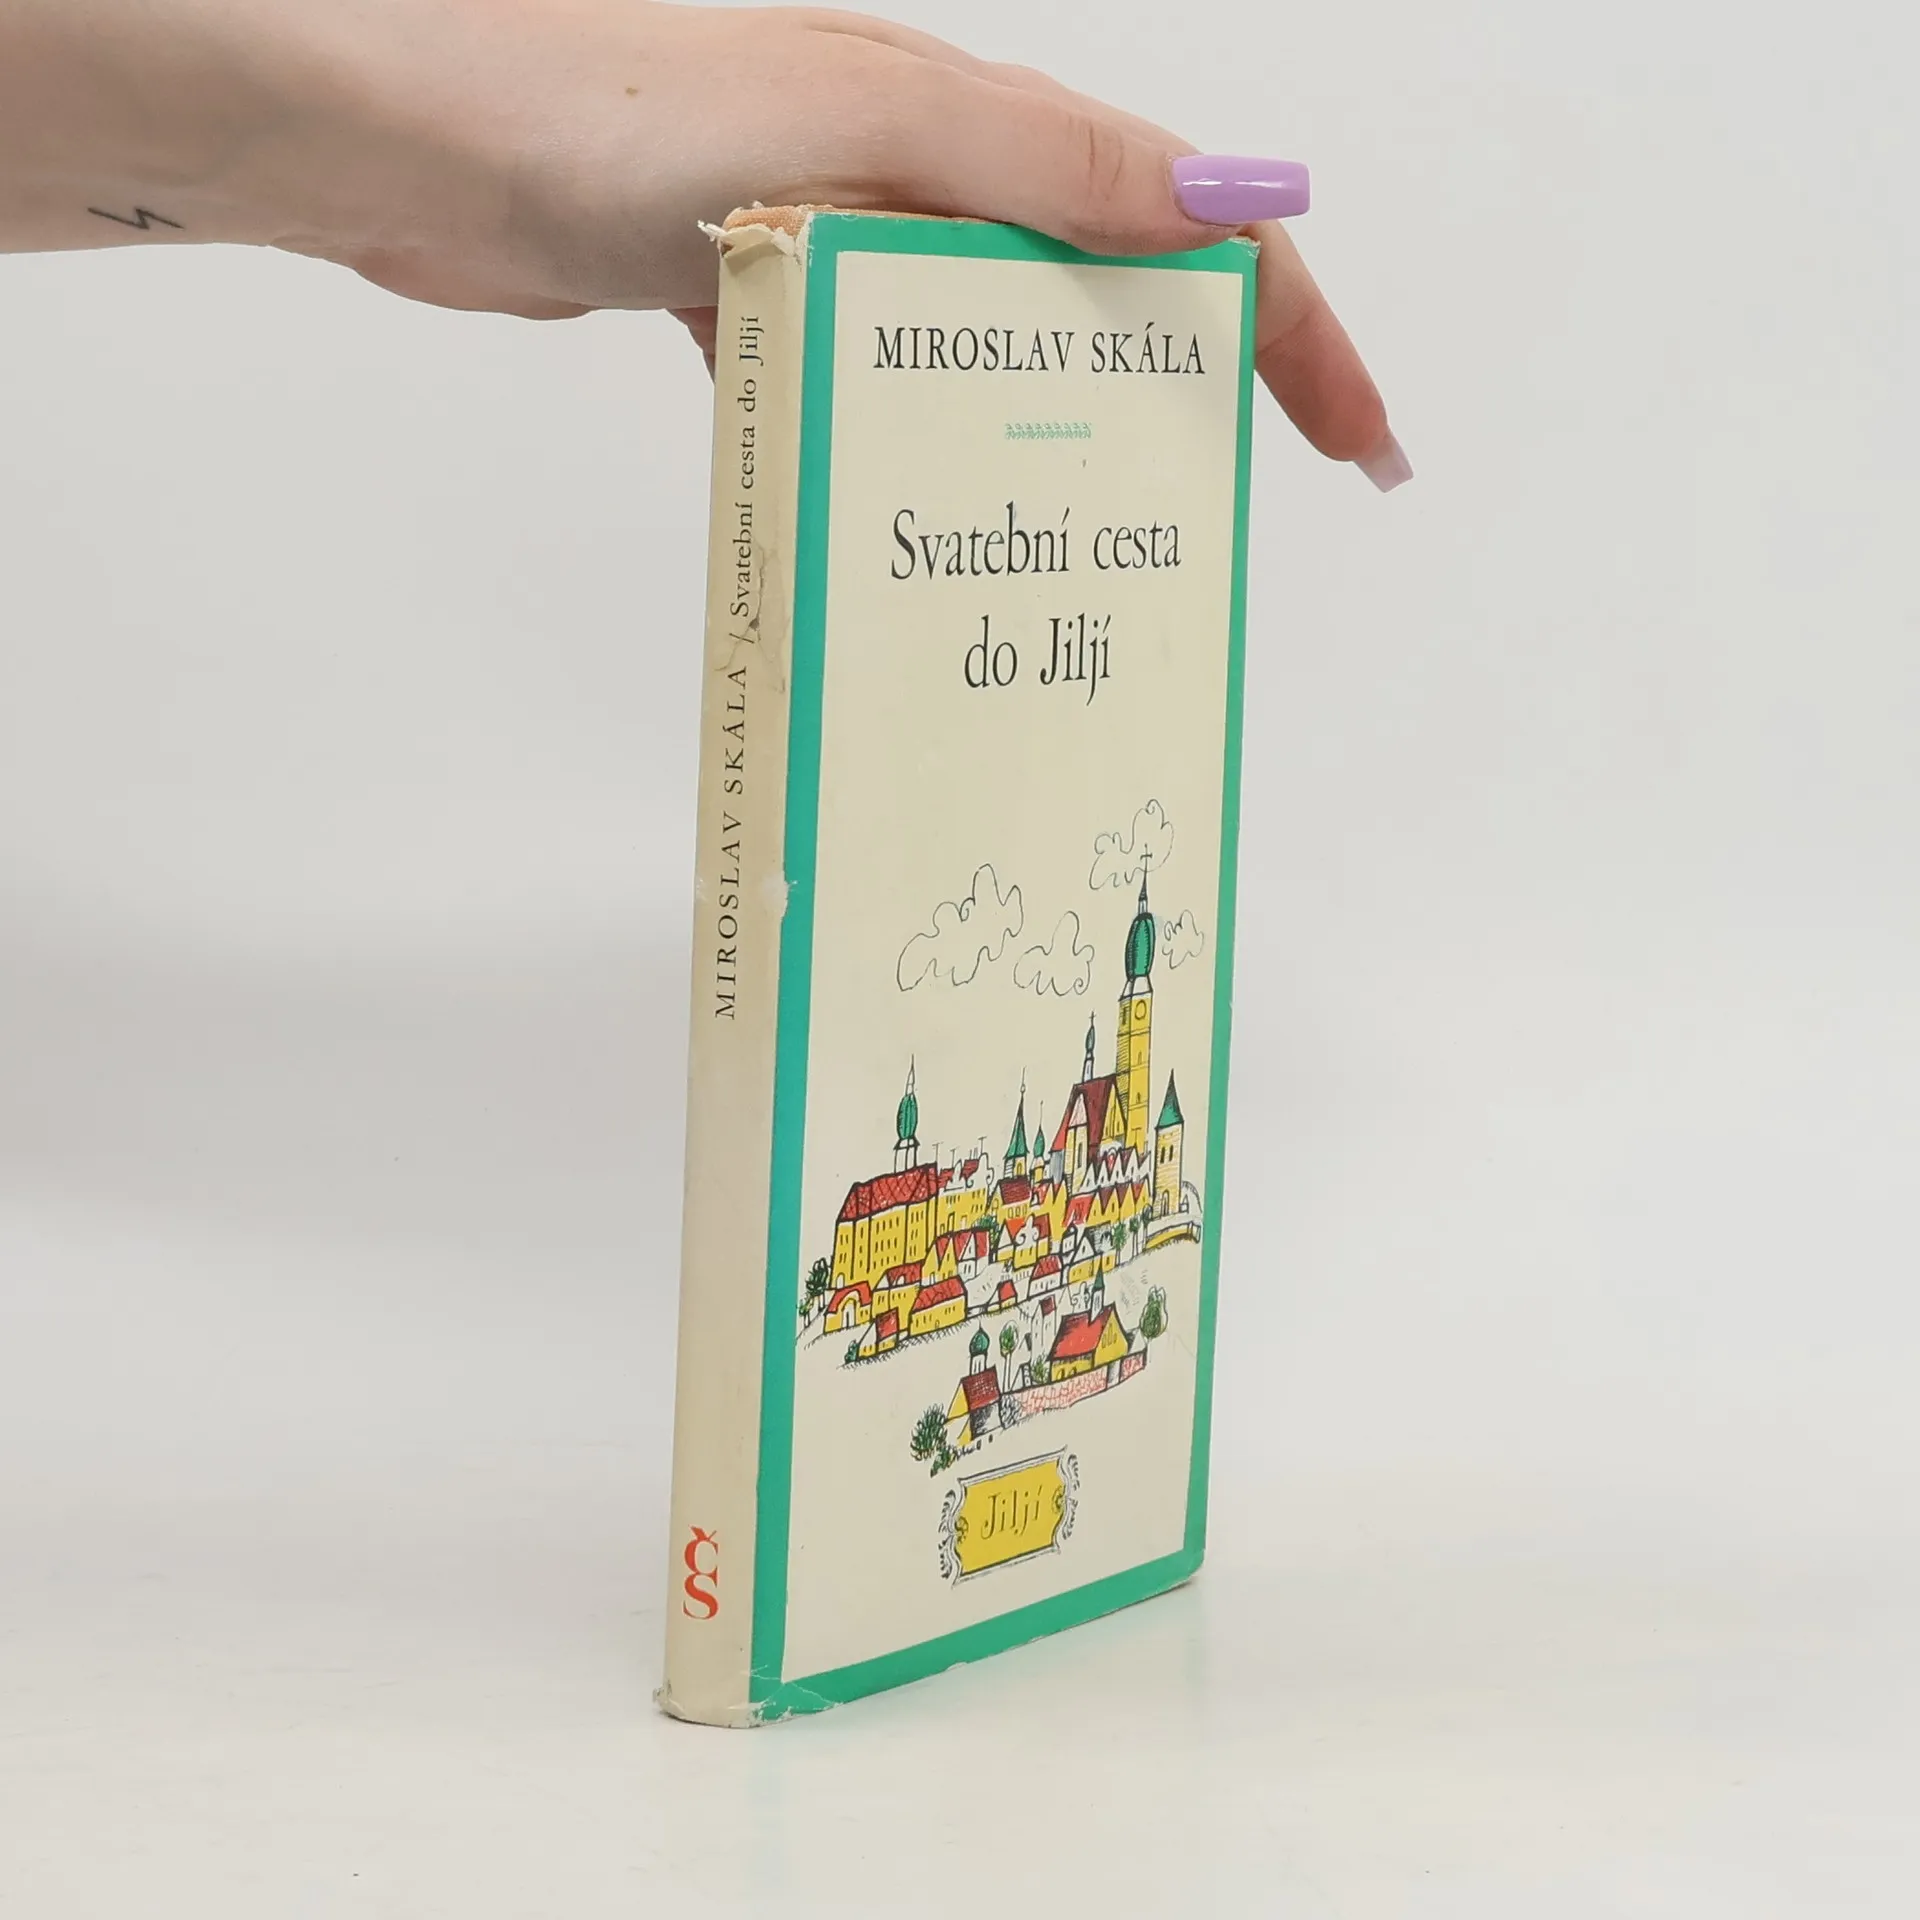 MIROSLAV SKÁLA / Svatební cesta do Jiljí
ČS
MIROSLAV SKÁLA
Svatební cesta
do Jiljí
Jiljí